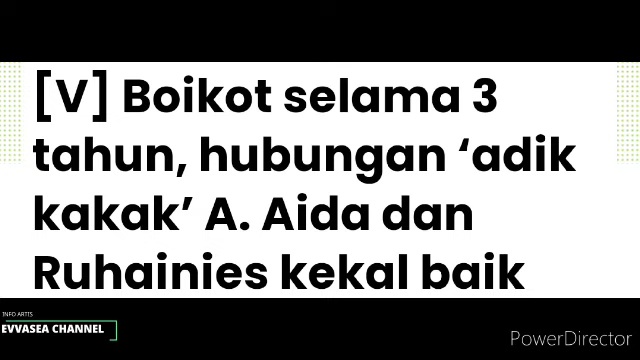 [V] Boikot selama 3
tahun, hubungan ‘adik
kakak’ A. Aida dan
Ruhainies kekal baik
INFO ARTIS
EVVASEA CHANNEL
PowerDirector